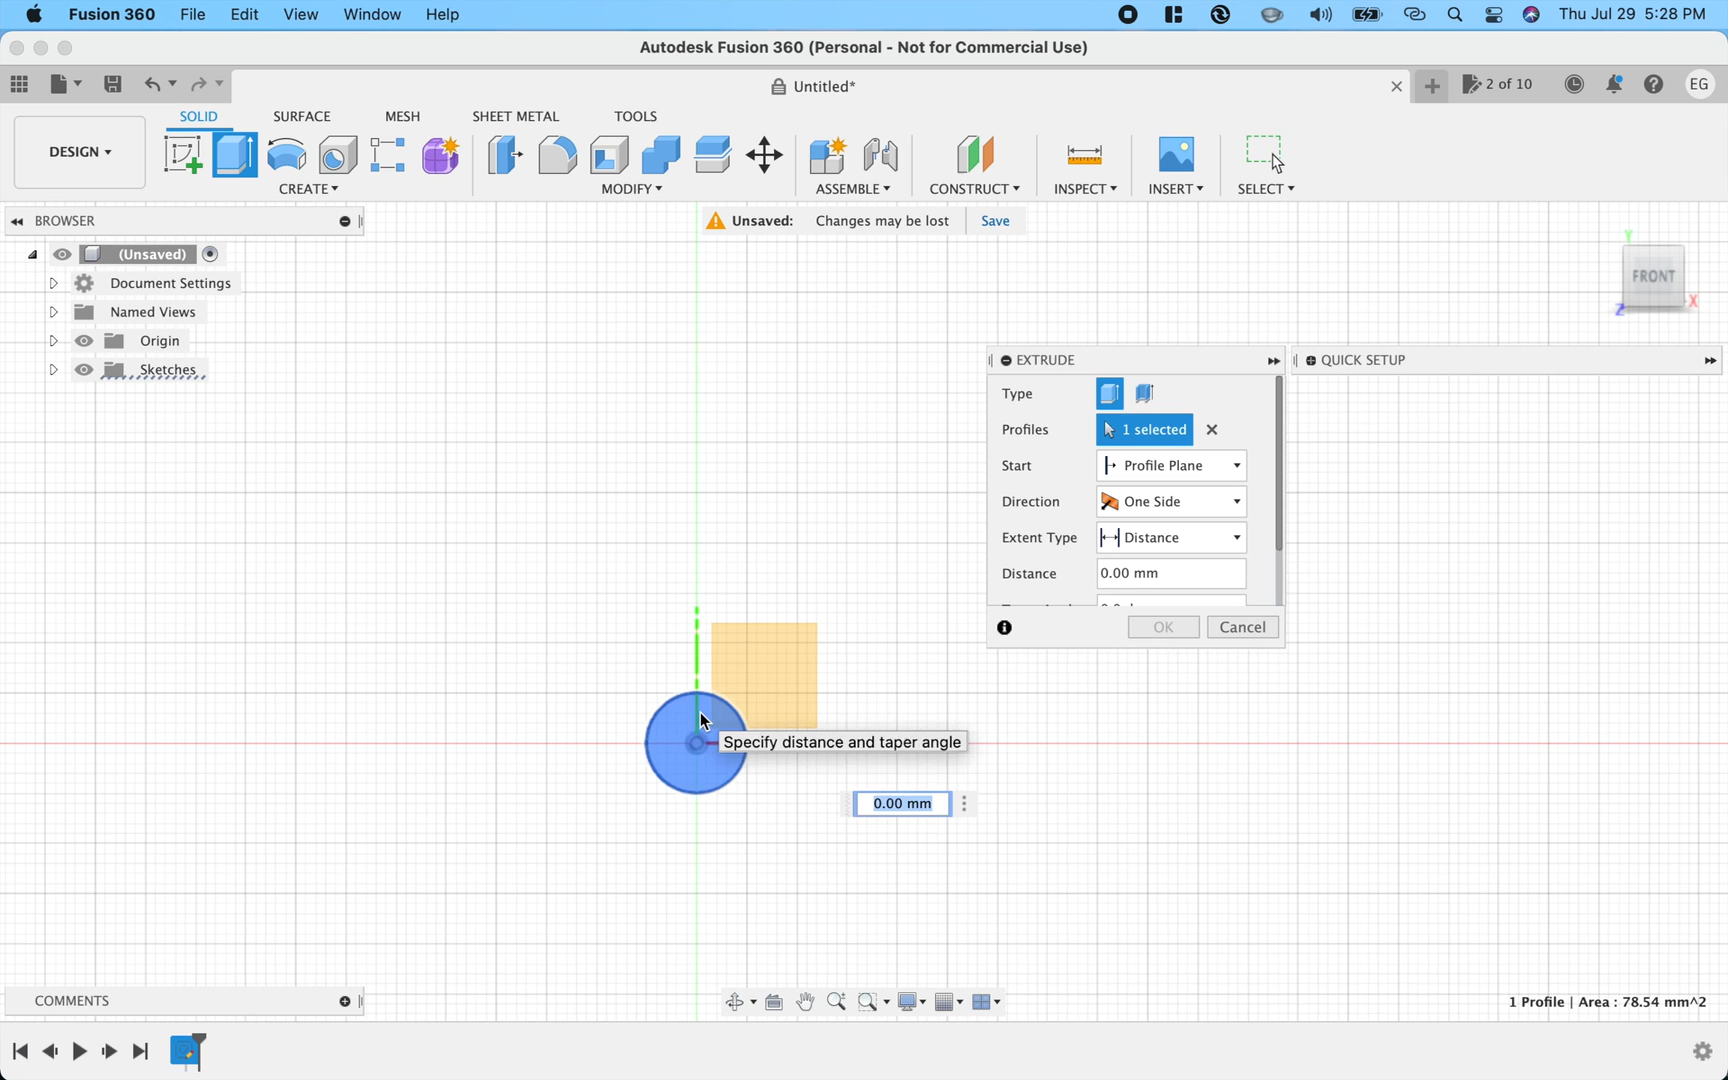 Fusion 360 File Edit View Window Help Thu Jul 29 5:28 PM
Autodesk Fusion 360 (Personal - Not for Commercial Use)
Untitled* 2 of 10 EG
SOLID SURFACE MESH SHEET METAL TOOLS
DESIGN
CREATE MODIFY ASSEMBLE CONSTRUCT INSPECT INSERT SELECT
BROWSER
Unsaved: Changes may be lost Save
(Unsaved)
Document Settings
Named Views
Origin
Sketches
Y
FRONT
X
Z
EXTRUDE
QUICK SETUP
Type
Profiles 1 selected
Start Profile Plane
Direction One Side
Extent Type Distance
Distance 0.00 mm
OK Cancel
Specify distance and taper angle
0.00 mm
COMMENTS
1 Profile | Area : 78.54 mm^2